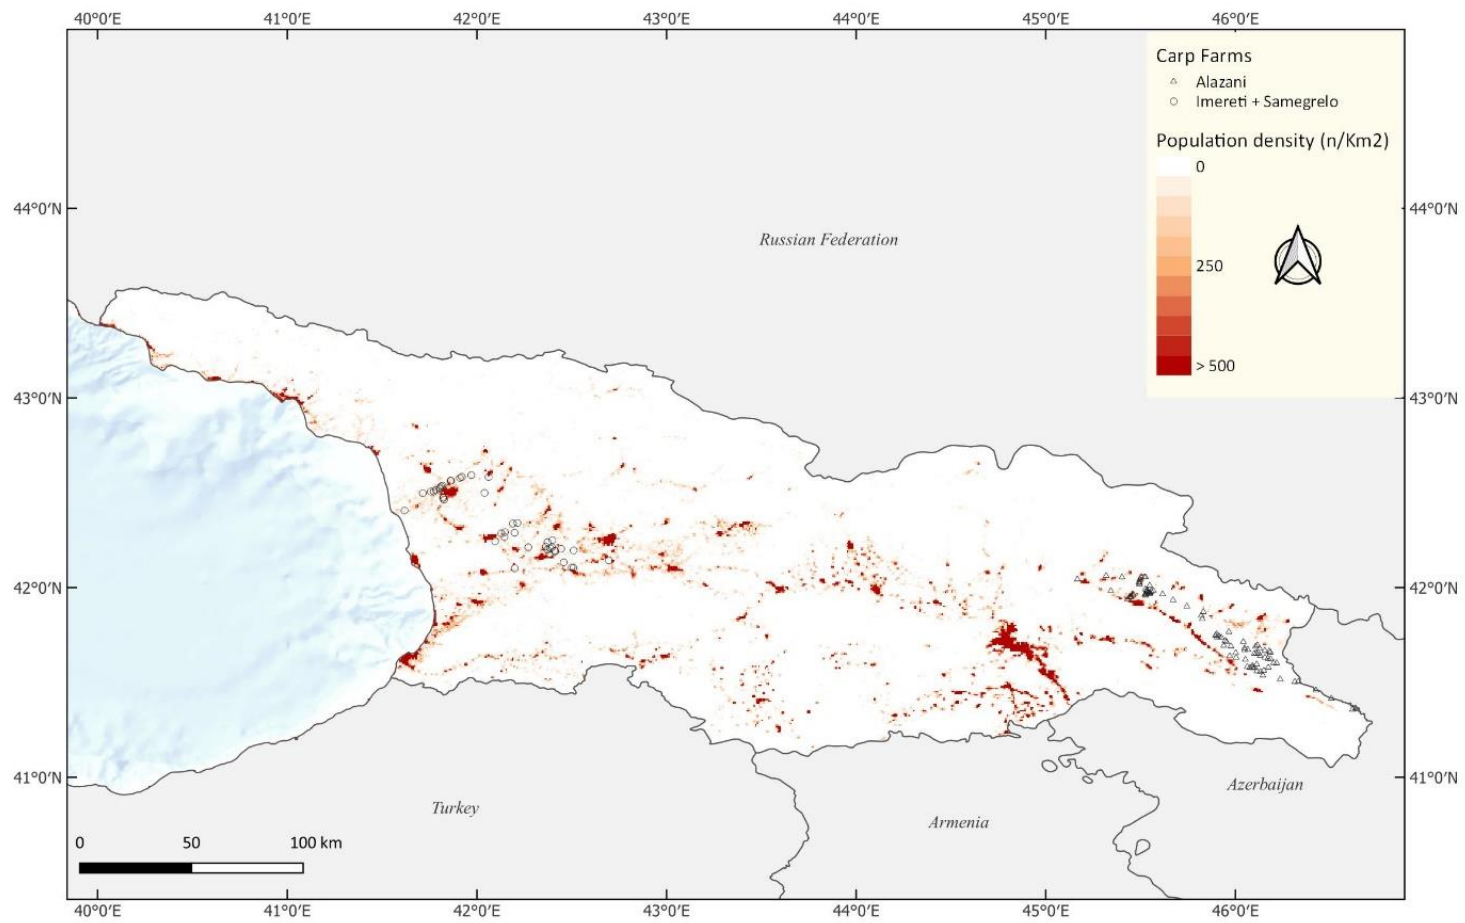 40°0′E 41°0′E 42°0′E 43°0′E 44°0′E 45°0′E 46°0′E
Carp Farms
Alazani
Imereti + Samegrelo
Population density (n/Km2)
0
250
> 500
44°0′N 44°0′N
Russian Federation
43°0′N 43°0′N
42°0′N 42°0′N
41°0′N 41°0′N
Azerbaijan
Turkey
Armenia
0 50 100 km
40°0′E 41°0′E 42°0′E 43°0′E 44°0′E 45°0′E 46°0′E